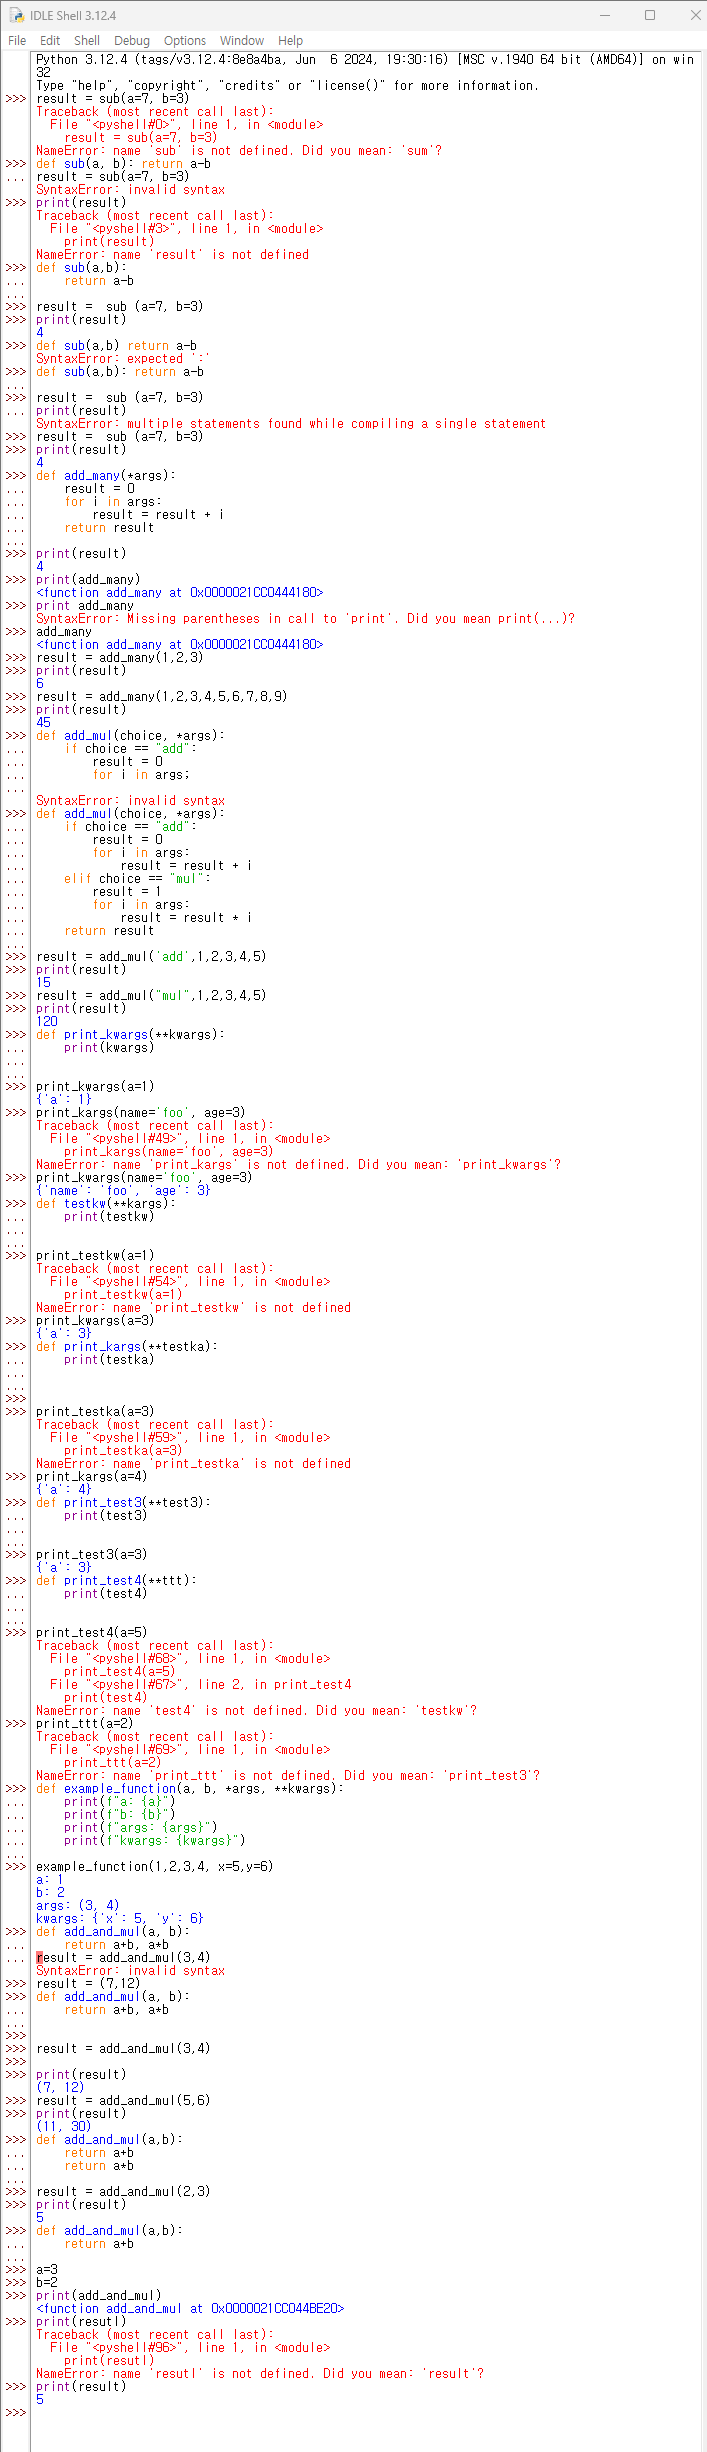 IDLE Shell 3.12.4
File Edit Shell Debug Options Window Help
Python 3.12.4 (tags/v3.12.4:8e8a4ba, Jun  6 2024, 19:30:16) [MSC v.1940 64 bit (AMD64)] on win
32
Type "help", "copyright", "credits" or "license()" for more information.
>>> result = sub(a=7, b=3)
Traceback (most recent call last):
  File "<pyshell#0>", line 1, in <module>
    result = sub(a=7, b=3)
NameError: name 'sub' is not defined. Did you mean: 'sum'?
>>> def sub(a, b): return a-b
... result = sub(a=7, b=3)
SyntaxError: invalid syntax
>>> print(result)
Traceback (most recent call last):
  File "<pyshell#3>", line 1, in <module>
    print(result)
NameError: name 'result' is not defined
>>> def sub(a,b):
...     return a-b
...
>>> result =  sub (a=7, b=3)
>>> print(result)
4
>>> def sub(a,b) return a-b
SyntaxError: expected ':'
>>> def sub(a,b): return a-b
...
>>> result =  sub (a=7, b=3)
... print(result)
SyntaxError: multiple statements found while compiling a single statement
>>> result =  sub (a=7, b=3)
>>> print(result)
4
>>> def add_many(*args):
...     result = 0
...     for i in args:
...         result = result + i
...     return result
...
>>> print(result)
4
>>> print(add_many)
<function add_many at 0x0000021CC0444180>
>>> print add_many
SyntaxError: Missing parentheses in call to 'print'. Did you mean print(...)?
>>> add_many
<function add_many at 0x0000021CC0444180>
>>> result = add_many(1,2,3)
>>> print(result)
6
>>> result = add_many(1,2,3,4,5,6,7,8,9)
>>> print(result)
45
>>> def add_mul(choice, *args):
...     if choice == "add":
...         result = 0
...         for i in args;
...
SyntaxError: invalid syntax
>>> def add_mul(choice, *args):
...     if choice == "add":
...         result = 0
...         for i in args:
...             result = result + i
...     elif choice == "mul":
...         result = 1
...         for i in args:
...             result = result * i
...     return result
...
>>> result = add_mul('add',1,2,3,4,5)
>>> print(result)
15
>>> result = add_mul("mul",1,2,3,4,5)
>>> print(result)
120
>>> def print_kwargs(**kwargs):
...     print(kwargs)
...
...
>>> print_kwargs(a=1)
{'a': 1}
>>> print_kargs(name='foo', age=3)
Traceback (most recent call last):
  File "<pyshell#49>", line 1, in <module>
    print_kargs(name='foo', age=3)
NameError: name 'print_kargs' is not defined. Did you mean: 'print_kwargs'?
>>> print_kwargs(name='foo', age=3)
{'name': 'foo', 'age': 3}
>>> def testkw(**kargs):
...     print(testkw)
...
...
>>> print_testkw(a=1)
Traceback (most recent call last):
  File "<pyshell#54>", line 1, in <module>
    print_testkw(a=1)
NameError: name 'print_testkw' is not defined
>>> print_kwargs(a=3)
{'a': 3}
>>> def print_kargs(**testka):
...     print(testka)
...
...
>>>
>>> print_testka(a=3)
Traceback (most recent call last):
  File "<pyshell#59>", line 1, in <module>
    print_testka(a=3)
NameError: name 'print_testka' is not defined
>>> print_kargs(a=4)
{'a': 4}
>>> def print_test3(**test3):
...     print(test3)
...
...
>>> print_test3(a=3)
{'a': 3}
>>> def print_test4(**ttt):
...     print(test4)
...
...
>>> print_test4(a=5)
Traceback (most recent call last):
  File "<pyshell#68>", line 1, in <module>
    print_test4(a=5)
  File "<pyshell#67>", line 2, in print_test4
    print(test4)
NameError: name 'test4' is not defined. Did you mean: 'testkw'?
>>> print_ttt(a=2)
Traceback (most recent call last):
  File "<pyshell#69>", line 1, in <module>
    print_ttt(a=2)
NameError: name 'print_ttt' is not defined. Did you mean: 'print_test3'?
>>> def example_function(a, b, *args, **kwargs):
...     print(f"a: {a}")
...     print(f"b: {b}")
...     print(f"args: {args}")
...     print(f"kwargs: {kwargs}")
...
>>> example_function(1,2,3,4, x=5,y=6)
a: 1
b: 2
args: (3, 4)
kwargs: {'x': 5, 'y': 6}
>>> def add_and_mul(a, b):
...     return a+b, a*b
... result = add_and_mul(3,4)
SyntaxError: invalid syntax
>>> result = (7,12)
>>> def add_and_mul(a, b):
...     return a+b, a*b
...
>>>
>>> result = add_and_mul(3,4)
>>>
>>> print(result)
(7, 12)
>>> result = add_and_mul(5,6)
>>> print(result)
(11, 30)
>>> def add_and_mul(a,b):
...     return a+b
...     return a*b
...
>>> result = add_and_mul(2,3)
>>> print(result)
5
>>> def add_and_mul(a,b):
...     return a+b
...
>>> a=3
>>> b=2
>>> print(add_and_mul)
<function add_and_mul at 0x0000021CC044BE20>
>>> print(resutl)
Traceback (most recent call last):
  File "<pyshell#96>", line 1, in <module>
    print(resutl)
NameError: name 'resutl' is not defined. Did you mean: 'result'?
>>> print(result)
5
>>>